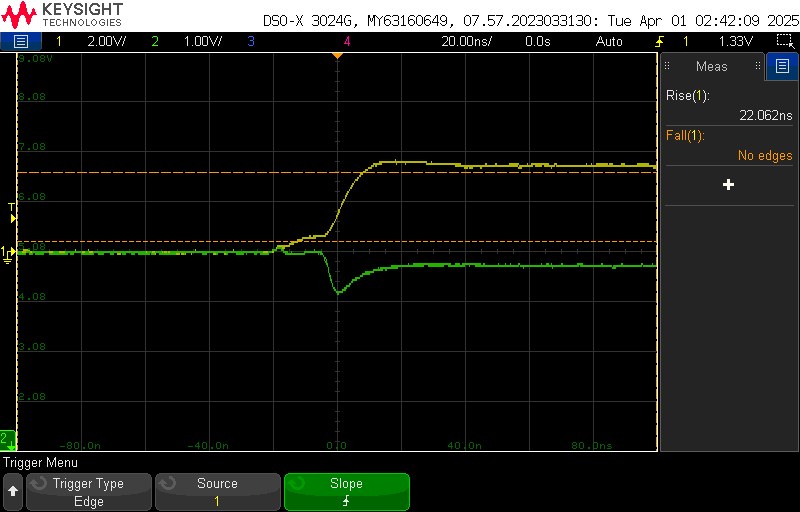 KEYSIGHT
TECHNOLOGIES
DSO-X 3024G, MY63160649, 07.57.2023033130: Tue Apr 01 02:42:09 2025
1 2.00V/ 2 1.00V/ 3 4 20.00ns/ 0.0s Auto 1 1.33V
9.08V
8.08
7.08
6.08
5.08
4.08
3.08
2.08
T
1
2
-80.0n -40.0n 0.0 40.0n 80.0ns
Meas
Rise(1):
22.062ns
Fall(1):
No edges
Trigger Menu
Trigger Type
Edge
Source
1
Slope